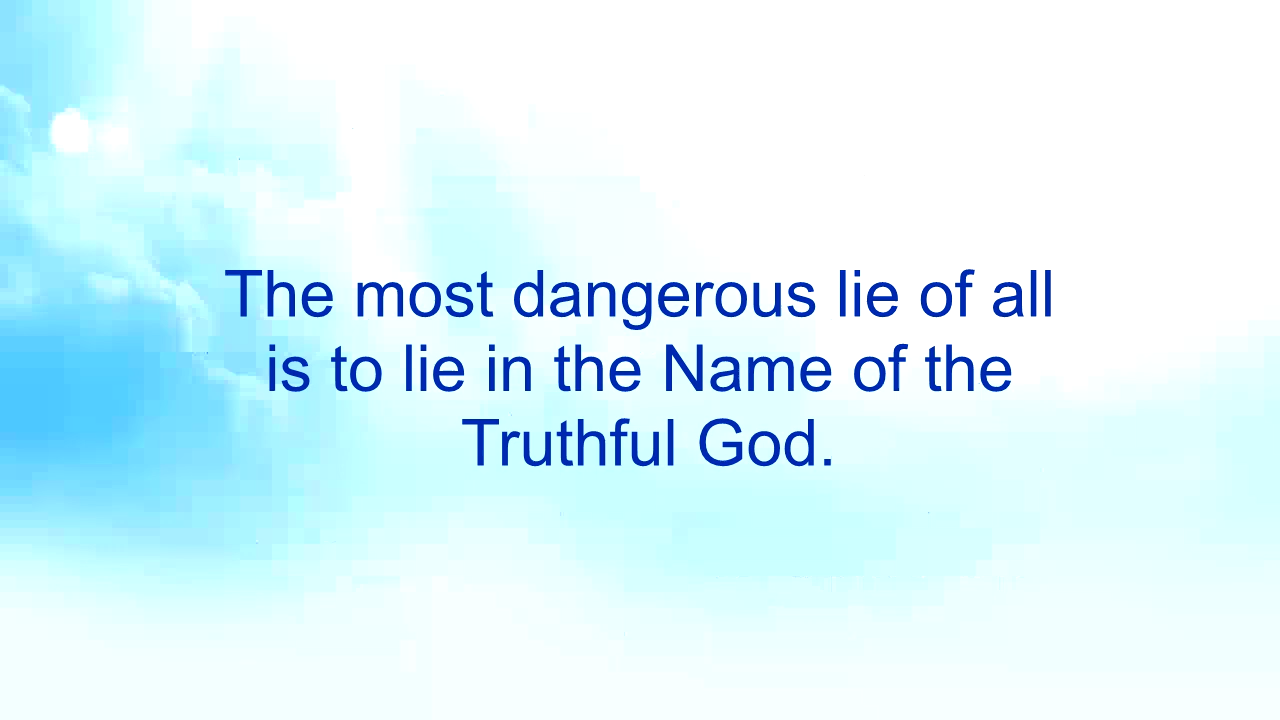 The most dangerous lie of all
is to lie in the Name of the
Truthful God.